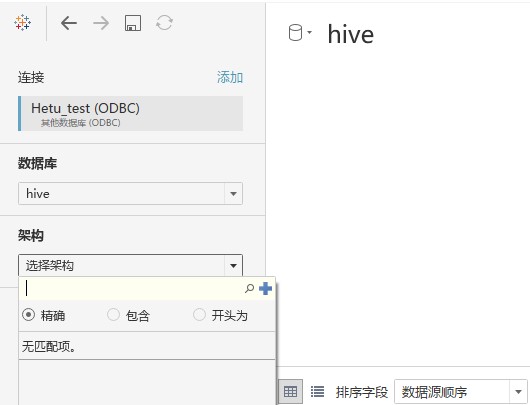 hive
连接
添加
Hetu_test (ODBC)
其他数据库 (ODBC)
数据库
hive
架构
选择架构
精确
包含
开头为
无匹配项。
排序字段
数据源顺序